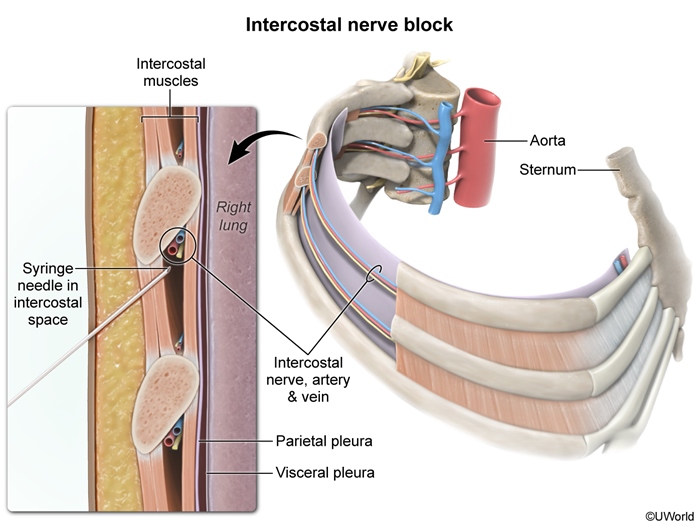 Intercostal nerve block
Intercostal
muscles
Aorta
Sternum
Right
lung
Syringe
needle in
intercostal
space
Intercostal
nerve, artery
& vein
Parietal pleura
Visceral pleura
©UWorld